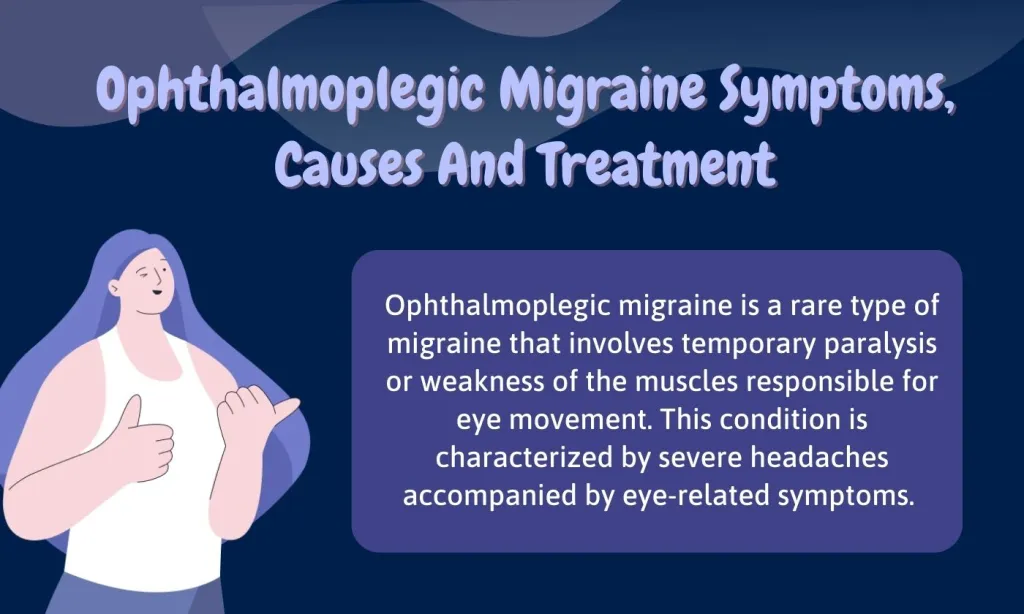 Ophthalmoplegic Migraine Symptoms,
Causes And Treatment
Ophthalmoplegic migraine is a rare type of
migraine that involves temporary paralysis
or weakness of the muscles responsible for
eye movement. This condition is
characterized by severe headaches
accompanied by eye-related symptoms.